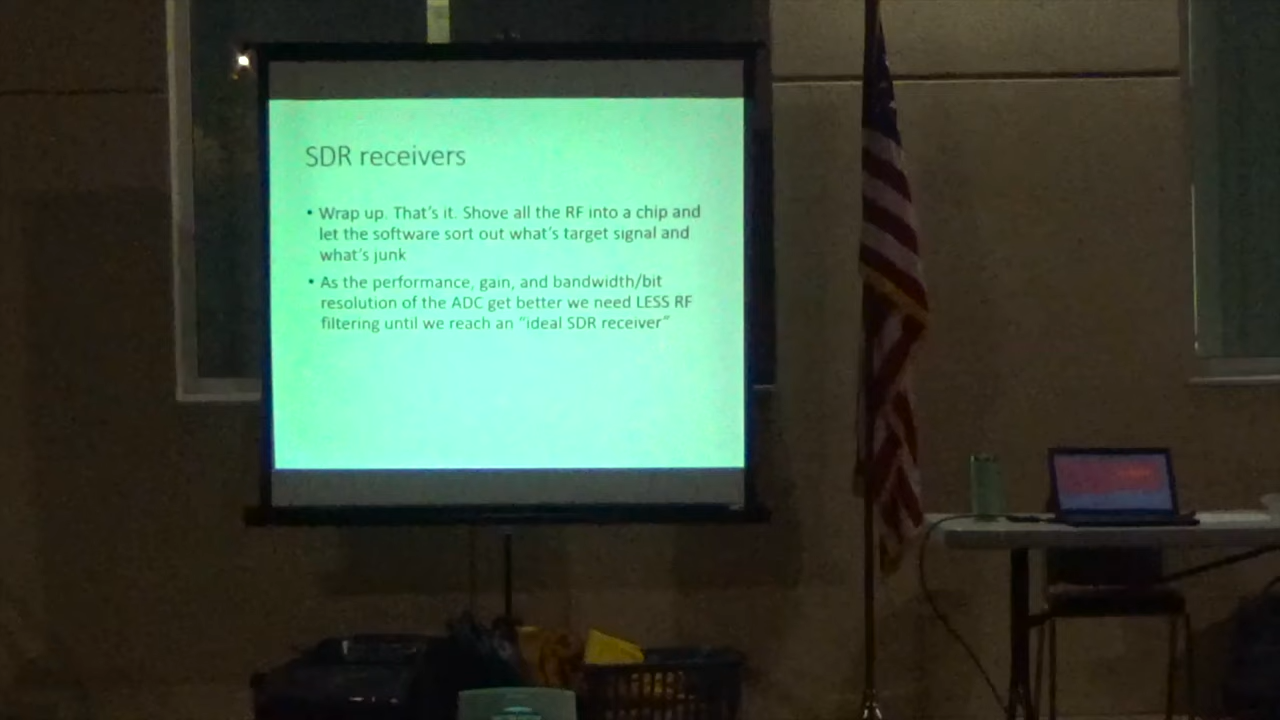 SDR receivers
• Wrap up. That's it. Shove all the RF into a chip and
let the software sort out what's target signal and
what's junk
• As the performance, gain, and bandwidth/bit
resolution of the ADC get better we need LESS RF
filtering until we reach an "ideal SDR receiver"